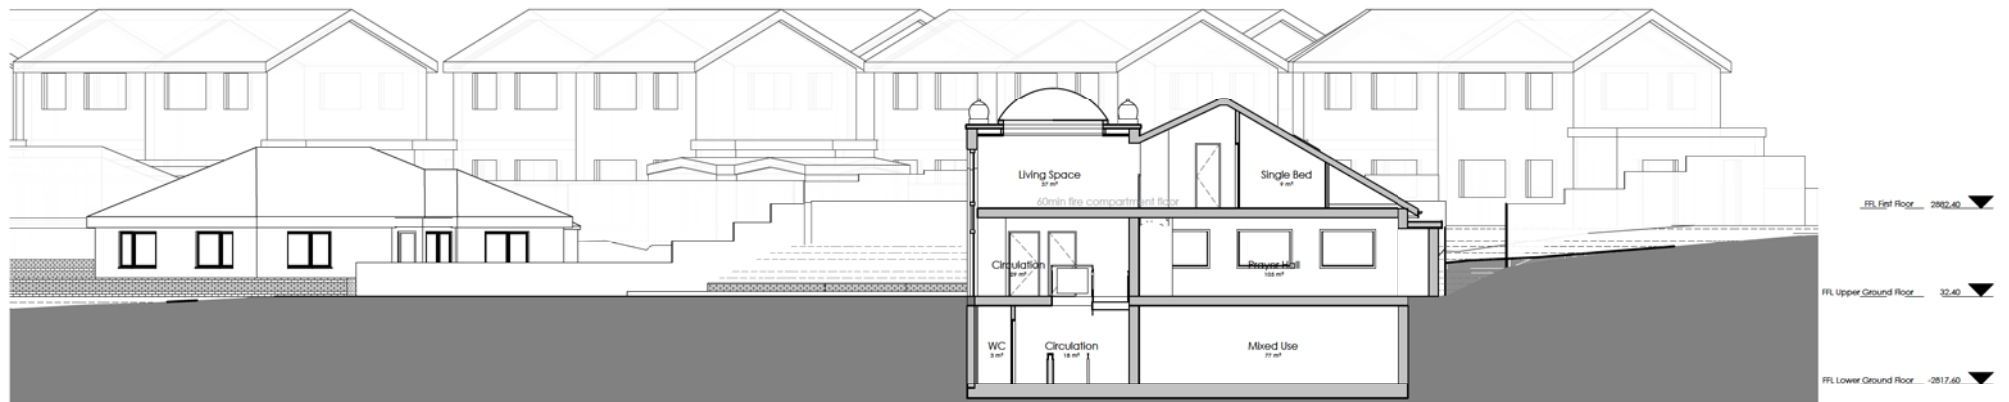 Living Space
37 m²
Single Bed
9 m²
60min fire compartment floor
FFL First Floor 2882.40
Circulation
Prayer Hall
105 m²
FFL Upper Ground Floor 32.40
WC
3 m²
Circulation
18 m²
Mixed Use
77 m²
FFL Lower Ground Floor -2817.60